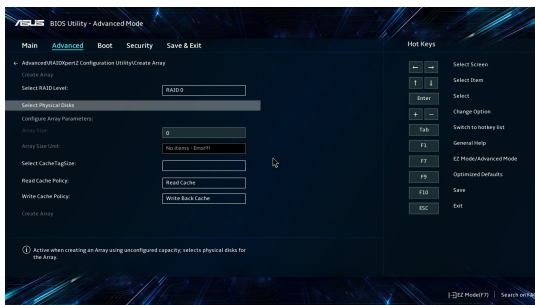 ASUS BIOS Utility - Advanced Mode
Main Advanced Boot Security Save & Exit
Hot Keys
← Advanced\RAIDXpert2 Configuration Utility\Create Array
Create Array
Select RAID Level: RAID 0
Select Physical Disks
Configure Array Parameters:
Array Size: 0
Array Size Unit: No items - Error!!!
Select CacheTagSize:
Read Cache Policy: Read Cache
Write Cache Policy: Write Back Cache
Create Array
← → Select Screen
↑ ↓ Select Item
Enter Select
+ − Change Option
Tab Switch to hotkey list
F1 General Help
F7 EZ Mode/Advanced Mode
F9 Optimized Defaults
F10 Save
ESC Exit
Active when creating an Array using unconfigured capacity; selects physical disks for
the Array.
EZ Mode(F7) | Search on FA